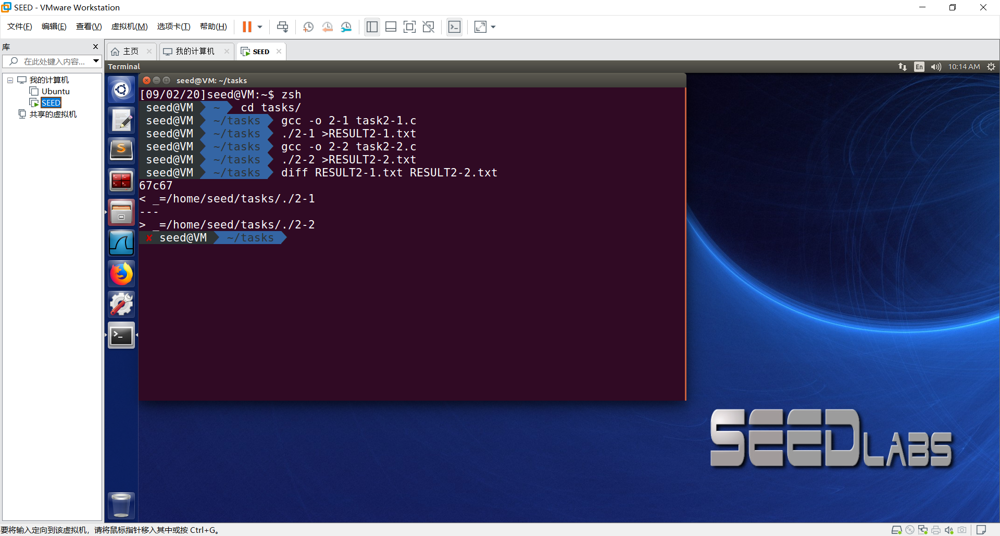 SEED - VMware Workstation
文件(F) 编辑(E) 查看(V) 虚拟机(M) 选项卡(T) 帮助(H)
库
在此处键入内容...
我的计算机
Ubuntu
SEED
共享的虚拟机
主页 我的计算机 SEED
Terminal En 10:14 AM
seed@VM: ~/tasks
[09/02/20]seed@VM:~$ zsh
seed@VM ~ cd tasks/
seed@VM ~/tasks gcc -o 2-1 task2-1.c
seed@VM ~/tasks ./2-1 >RESULT2-1.txt
seed@VM ~/tasks gcc -o 2-2 task2-2.c
seed@VM ~/tasks ./2-2 >RESULT2-2.txt
seed@VM ~/tasks diff RESULT2-1.txt RESULT2-2.txt
67c67
< _=/home/seed/tasks/./2-1
---
> _=/home/seed/tasks/./2-2
✘ seed@VM ~/tasks
SEED LABS
要将输入定向到该虚拟机，请将鼠标指针移入其中或按 Ctrl+G。